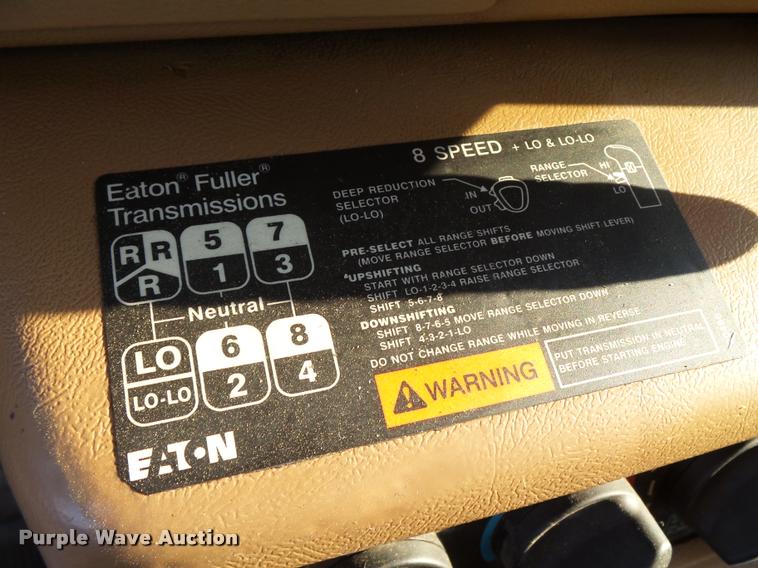 8 SPEED + LO & LO-LO
Eaton® Fuller®
Transmissions
DEEP REDUCTION
SELECTOR
(LO-LO)
IN
OUT
RANGE
SELECTOR
HI
LO
R R 5 7
R 1 3
Neutral
LO 6 8
LO-LO 2 4
PRE-SELECT ALL RANGE SHIFTS
(MOVE RANGE SELECTOR BEFORE MOVING SHIFT LEVER)
UPSHIFTING
START WITH RANGE SELECTOR DOWN
SHIFT LO-1-2-3-4 RAISE RANGE SELECTOR
SHIFT 5-6-7-8
DOWNSHIFTING
SHIFT 8-7-6-5 MOVE RANGE SELECTOR DOWN
SHIFT 4-3-2-1-LO
DO NOT CHANGE RANGE WHILE MOVING IN REVERSE
WARNING
PUT TRANSMISSION IN NEUTRAL
BEFORE STARTING ENGINE
EATON
Purple Wave Auction